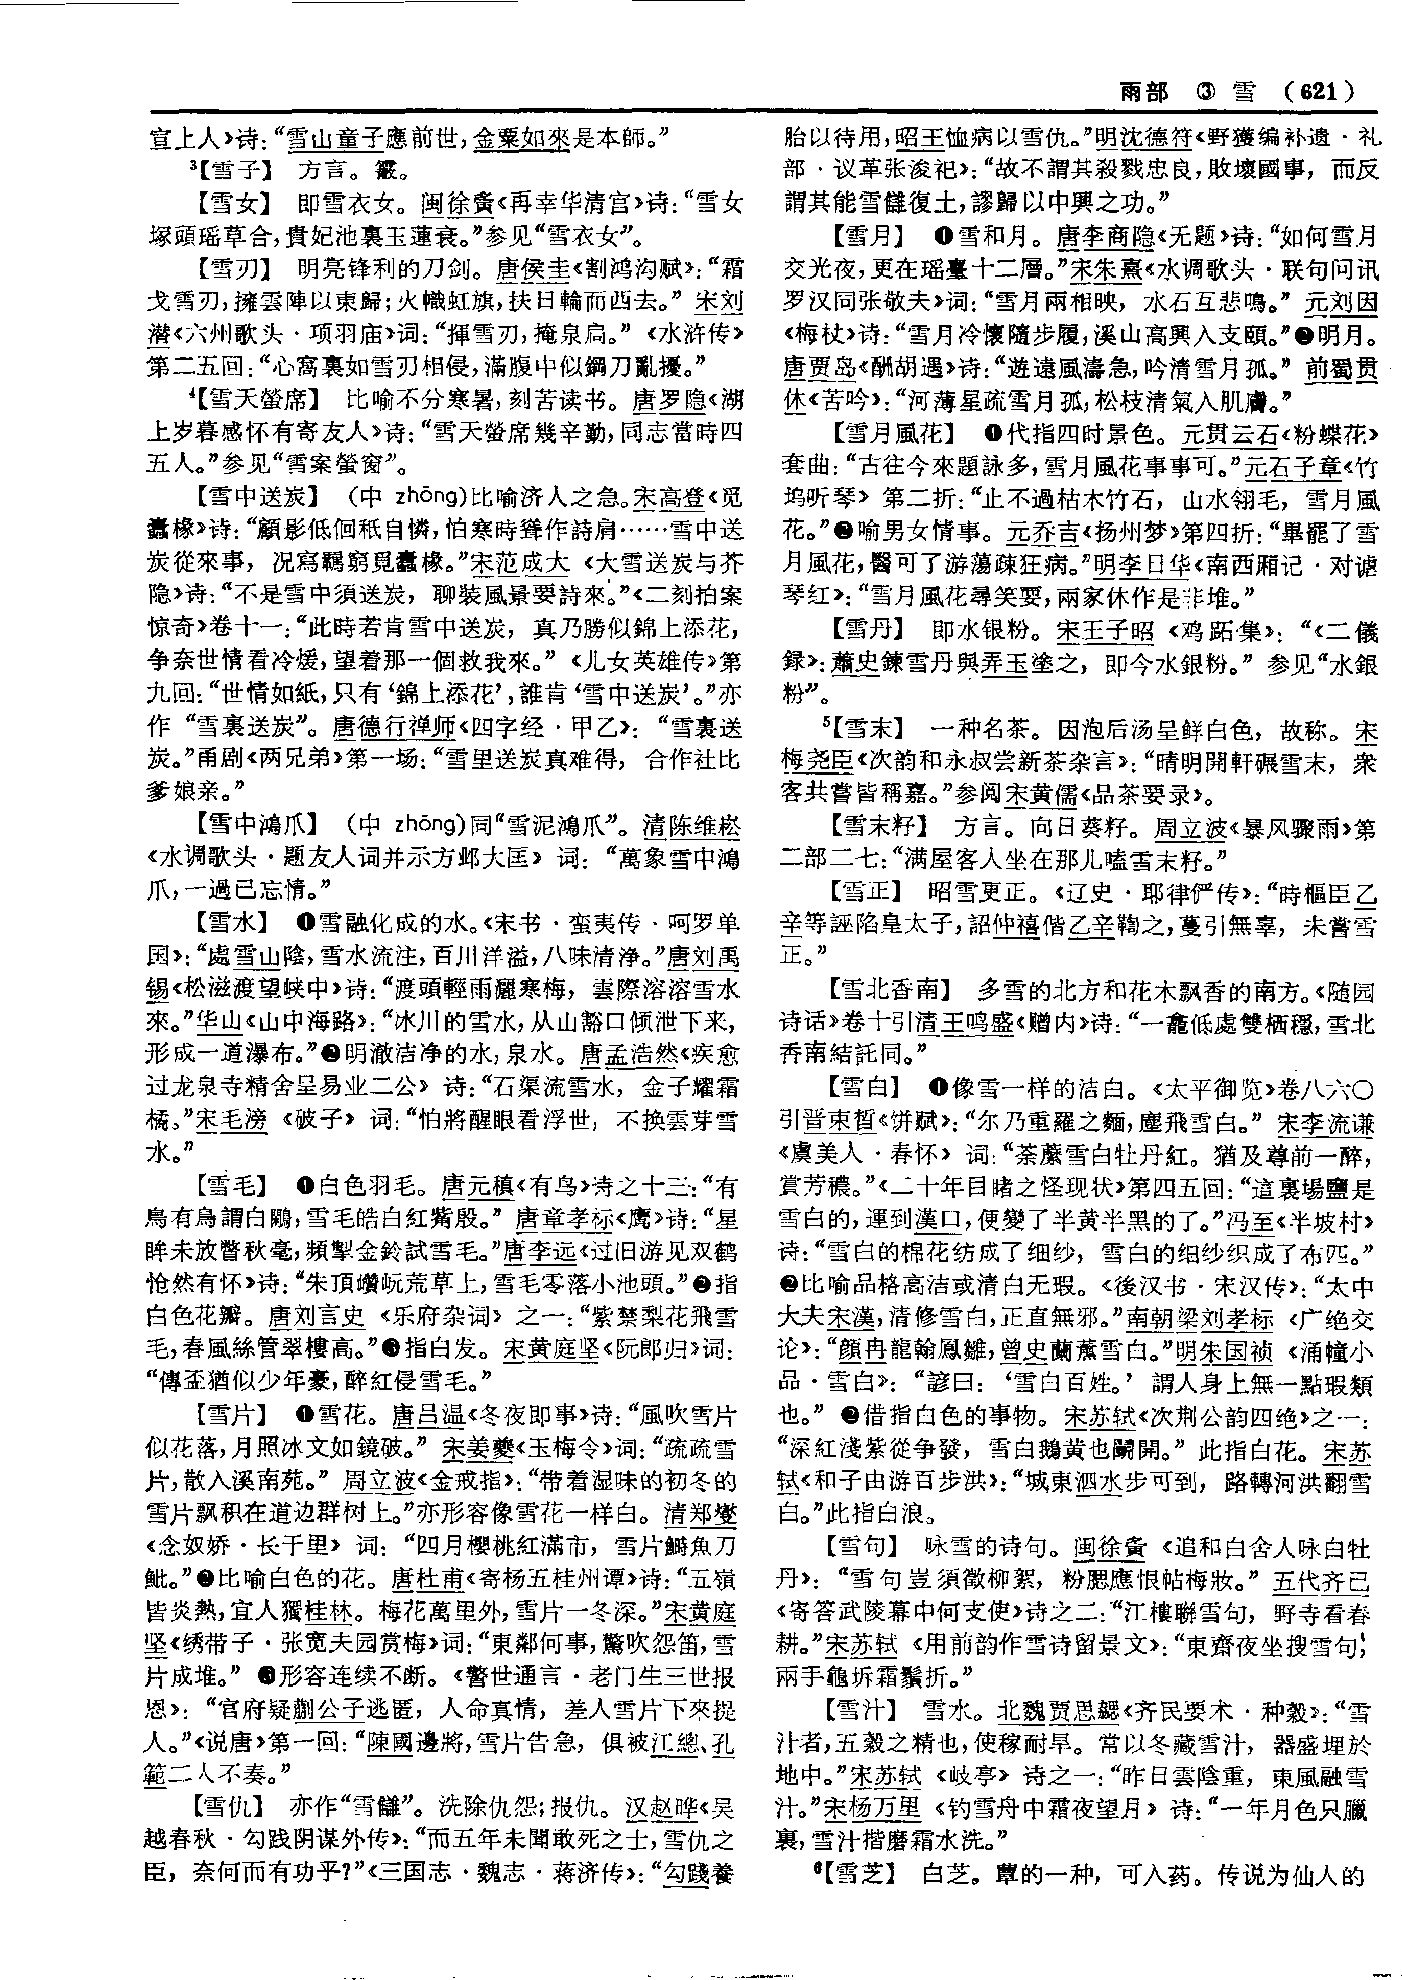 雨部 ③ 雪 （621）
宣上人》诗：“雪山童子應前世，金粟如來是本師。”
³【雪子】 方言。霰。
【雪女】 即雪衣女。闽徐夤《再幸华清宫》诗：“雪女
塚頭瑶草合，貴妃池裏玉蓮衰。”参见“雪衣女”。
【雪刃】 明亮锋利的刀剑。唐侯圭《割鸿沟赋》：“霜
戈雪刃，擁雲陣以東歸；火幟虹旗，扶日輪而西去。” 宋刘
潜《六州歌头·项羽庙》词：“揮雪刃，掩泉扃。” 《水浒传》
第二五回：“心窩裏如雪刃相侵，滿腹中似鋼刀亂攪。”
⁴【雪天螢席】 比喻不分寒暑，刻苦读书。唐罗隐《湖
上岁暮感怀有寄友人》诗：“雪天螢席幾辛勤，同志當時四
五人。”参见“雪案螢窗”。
【雪中送炭】 （中 zhōng）比喻济人之急。宋高登《觅
蠹椽》诗：“顧影低佪秖自憐，怕寒時聳作詩肩……雪中送
炭從來事，况寫羈窮覓蠹椽。”宋范成大 《大雪送炭与芥
隐》诗：“不是雪中須送炭， 聊裝風景要詩來。”《二刻拍案
惊奇》卷十一：“此時若肯雪中送炭， 真乃勝似錦上添花，
争奈世情看冷煖，望着那一個救我來。” 《儿女英雄传》第
九回：“世情如紙，只有‘錦上添花’，誰肯‘雪中送炭’。”亦
作 “雪裏送炭”。唐德行禅师《四字经·甲乙》： “雪裏送
炭。”甬剧《两兄弟》第一场：“雪里送炭真难得， 合作社比
爹娘亲。”
【雪中鴻爪】 （中 zhōng）同“雪泥鴻爪”。清陈维崧
《水调歌头·题友人词并示方邺大匡》 词： “萬象雪中鴻
爪，一過已忘情。”
【雪水】 ❶雪融化成的水。《宋书·蛮夷传·呵罗单
国》：“處雪山陰，雪水流注，百川洋溢，八味清净。”唐刘禹
锡《松滋渡望峡中》诗：“渡頭輕雨灑寒梅， 雲際溶溶雪水
來。”华山《山中海路》：“冰川的雪水，从山豁口倾泄下来，
形成一道瀑布。”❷明澈洁净的水；泉水。 唐孟浩然《疾愈
过龙泉寺精舍呈易业二公》 诗：“石渠流雪水， 金子耀霜
橘。”宋毛滂 《破子》 词：“怕將醒眼看浮世， 不换雲芽雪
水。”
【雪毛】 ❶白色羽毛。 唐元稹《有鸟》诗之十三：“有
鳥有鳥謂白鷴，雪毛皓白紅觜殷。” 唐章孝标《鹰》诗：“星
眸未放瞥秋毫，頻掣金鈴試雪毛。”唐李远《过旧游见双鹤
怆然有怀》诗：“朱頂巑岏荒草上，雪毛零落小池頭。”❷指
白色花瓣。 唐刘言史 《乐府杂词》 之一：“紫禁梨花飛雪
毛，春風絲管翠樓高。”❸指白发。 宋黄庭坚《阮郎归》词：
“傳盃猶似少年豪，醉紅侵雪毛。”
【雪片】 ❶雪花。唐吕温《冬夜即事》诗：“風吹雪片
似花落，月照冰文如鏡破。” 宋姜夔《玉梅令》词：“疏疏雪
片，散入溪南苑。” 周立波《金戒指》：“带着湿味的初冬的
雪片飘积在道边群树上。”亦形容像雪花一样白。 清郑燮
《念奴娇·长干里》 词： “四月櫻桃紅滿市， 雪片鰣魚刀
鮆。”❷比喻白色的花。唐杜甫《寄杨五桂州谭》诗：“五嶺
皆炎熱，宜人獨桂林。梅花萬里外，雪片一冬深。”宋黄庭
坚《绣带子·张宽夫园赏梅》词：“東鄰何事，驚吹怨笛，雪
片成堆。” ❸形容连续不断。《警世通言·老门生三世报
恩》： “官府疑蒯公子逃匿， 人命真情， 差人雪片下來捉
人。”《说唐》第一回：“陳國邊將，雪片告急， 俱被江總、孔
範二人不奏。”
【雪仇】 亦作“雪讎”。洗除仇怨；报仇。汉赵晔《吴
越春秋·勾践阴谋外传》：“而五年未聞敢死之士，雪仇之
臣， 奈何而有功乎？”《三国志·魏志·蒋济传》：“勾踐養
胎以待用，昭王恤病以雪仇。”明沈德符《野獲编补遗·礼
部·议革张浚祀》：“故不謂其殺戮忠良，敗壞國事， 而反
謂其能雪讎復土，謬歸以中興之功。”
【雪月】 ❶雪和月。唐李商隐《无题》诗：“如何雪月
交光夜，更在瑶臺十二層。”宋朱熹《水调歌头·联句问讯
罗汉同张敬夫》词：“雪月兩相映， 水石互悲鳴。” 元刘因
《梅杖》诗：“雪月冷懷隨步履，溪山高興入支頤。”❷明月。
唐贾岛《酬胡遇》诗：“遊遠風濤急，吟清雪月孤。” 前蜀贯
休《苦吟》：“河薄星疏雪月孤，松枝清氣入肌膚。”
【雪月風花】 ❶代指四时景色。 元贯云石《粉蝶花》
套曲：“古往今來題詠多，雪月風花事事可。”元石子章《竹
坞听琴》 第二折：“止不過枯木竹石， 山水翎毛， 雪月風
花。”❷喻男女情事。 元乔吉《扬州梦》第四折：“畢罷了雪
月風花，醫可了游蕩疎狂病。”明李日华《南西厢记·对谑
琴红》：“雪月風花尋笑耍，兩家休作是非堆。”
【雪丹】 即水银粉。 宋王子昭 《鸡跖集》： “《二儀
録》：蕭史鍊雪丹與弄玉塗之， 即今水銀粉。” 参见“水銀
粉”。
⁵【雪末】 一种名茶。因泡后汤呈鲜白色， 故称。 宋
梅尧臣《次韵和永叔尝新茶杂言》：“晴明開軒碾雪末， 衆
客共嘗皆稱嘉。”参阅宋黄儒《品茶要录》。
【雪末籽】 方言。向日葵籽。周立波《暴风骤雨》第
二部二七：“满屋客人坐在那儿嗑雪末籽。”
【雪正】 昭雪更正。《辽史·耶律俨传》：“時樞臣乙
辛等誣陷皇太子，詔仲禧偕乙辛鞫之，蔓引無辜， 未嘗雪
正。”
【雪北香南】 多雪的北方和花木飘香的南方。《随园
诗话》卷十引清王鸣盛《赠内》诗：“一龕低處雙栖穩，雪北
香南結託同。”
【雪白】 ❶像雪一样的洁白。《太平御览》卷八六〇
引晋束皙《饼赋》：“尔乃重羅之麵，塵飛雪白。” 宋李流谦
《虞美人·春怀》 词：“荼䕷雪白牡丹紅。猶及尊前一醉，
賞芳穠。”《二十年目睹之怪现状》第四五回：“這裏場鹽是
雪白的，運到漢口，便變了半黄半黑的了。”冯至《半坡村》
诗：“雪白的棉花纺成了细纱， 雪白的细纱织成了布匹。”
❷比喻品格高洁或清白无瑕。《後汉书·宋汉传》：“太中
大夫宋漢，清修雪白，正直無邪。”南朝梁刘孝标 《广绝交
论》：“顔冉龍翰鳳雛，曾史蘭薰雪白。”明朱国祯 《涌幢小
品·雪白》： “諺曰： ‘雪白百姓。’ 謂人身上無一點瑕類
也。” ❷借指白色的事物。 宋苏轼《次荆公韵四绝》之一：
“深紅淺紫從争發， 雪白鵝黄也鬭開。” 此指白花。宋苏
轼《和子由游百步洪》：“城東泗水步可到， 路轉河洪翻雪
白。”此指白浪。
【雪句】 咏雪的诗句。闽徐夤 《追和白舍人咏白牡
丹》： “雪句豈須徵柳絮， 粉腮應恨帖梅妝。” 五代齐己
《寄答武陵幕中何支使》诗之二：“江樓聯雪句， 野寺看春
耕。”宋苏轼 《用前韵作雪诗留景文》：“東齋夜坐搜雪句，
兩手龜坼霜鬚折。”
【雪汁】 雪水。北魏贾思勰《齐民要术·种穀》：“雪
汁者，五穀之精也，使稼耐旱。常以冬藏雪汁， 器盛埋於
地中。”宋苏轼 《岐亭》 诗之一：“昨日雲陰重， 東風融雪
汁。”宋杨万里 《钓雪舟中霜夜望月》 诗：“一年月色只臘
裏，雪汁揩磨霜水洗。”
⁶【雪芝】 白芝。蕈的一种，可入药。传说为仙人的